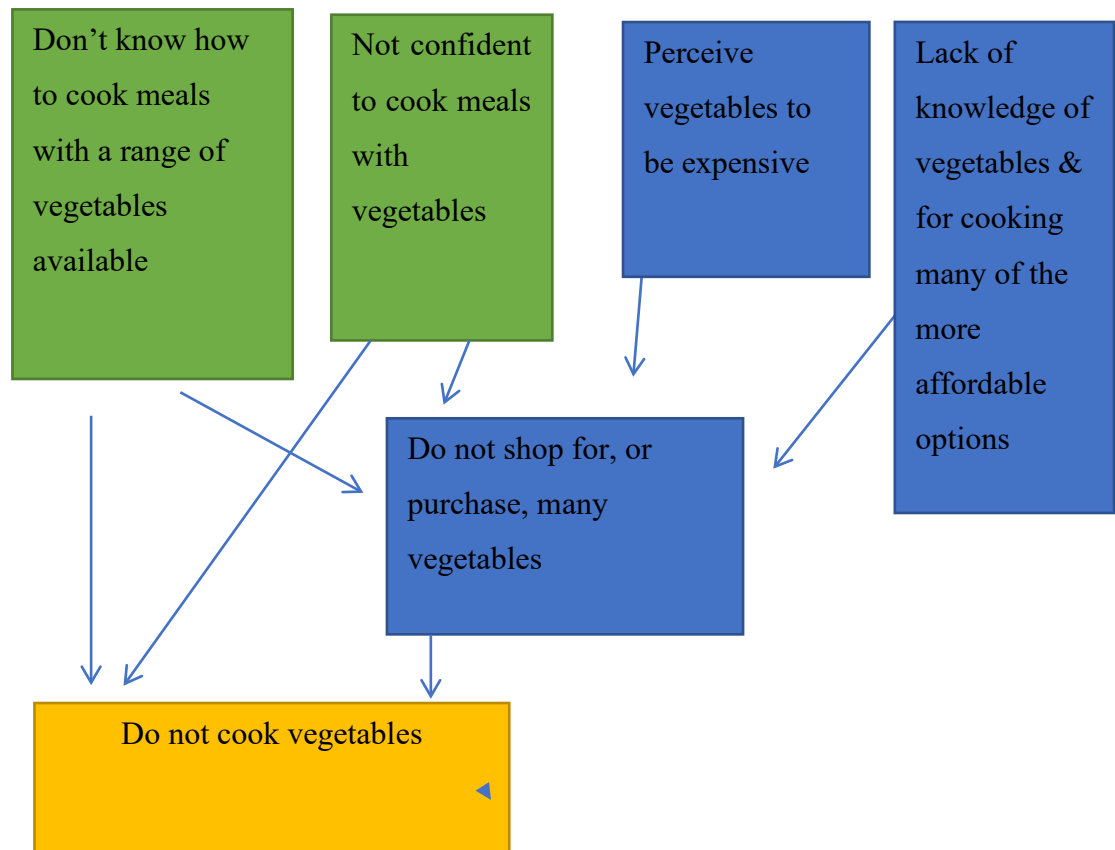 Don’t know how
to cook meals
with a range of
vegetables
available
Not confident
to cook meals
with
vegetables
Perceive
vegetables to
be expensive
Lack of
knowledge of
vegetables &
for cooking
many of the
more
affordable
options
Do not shop for, or
purchase, many
vegetables
Do not cook vegetables